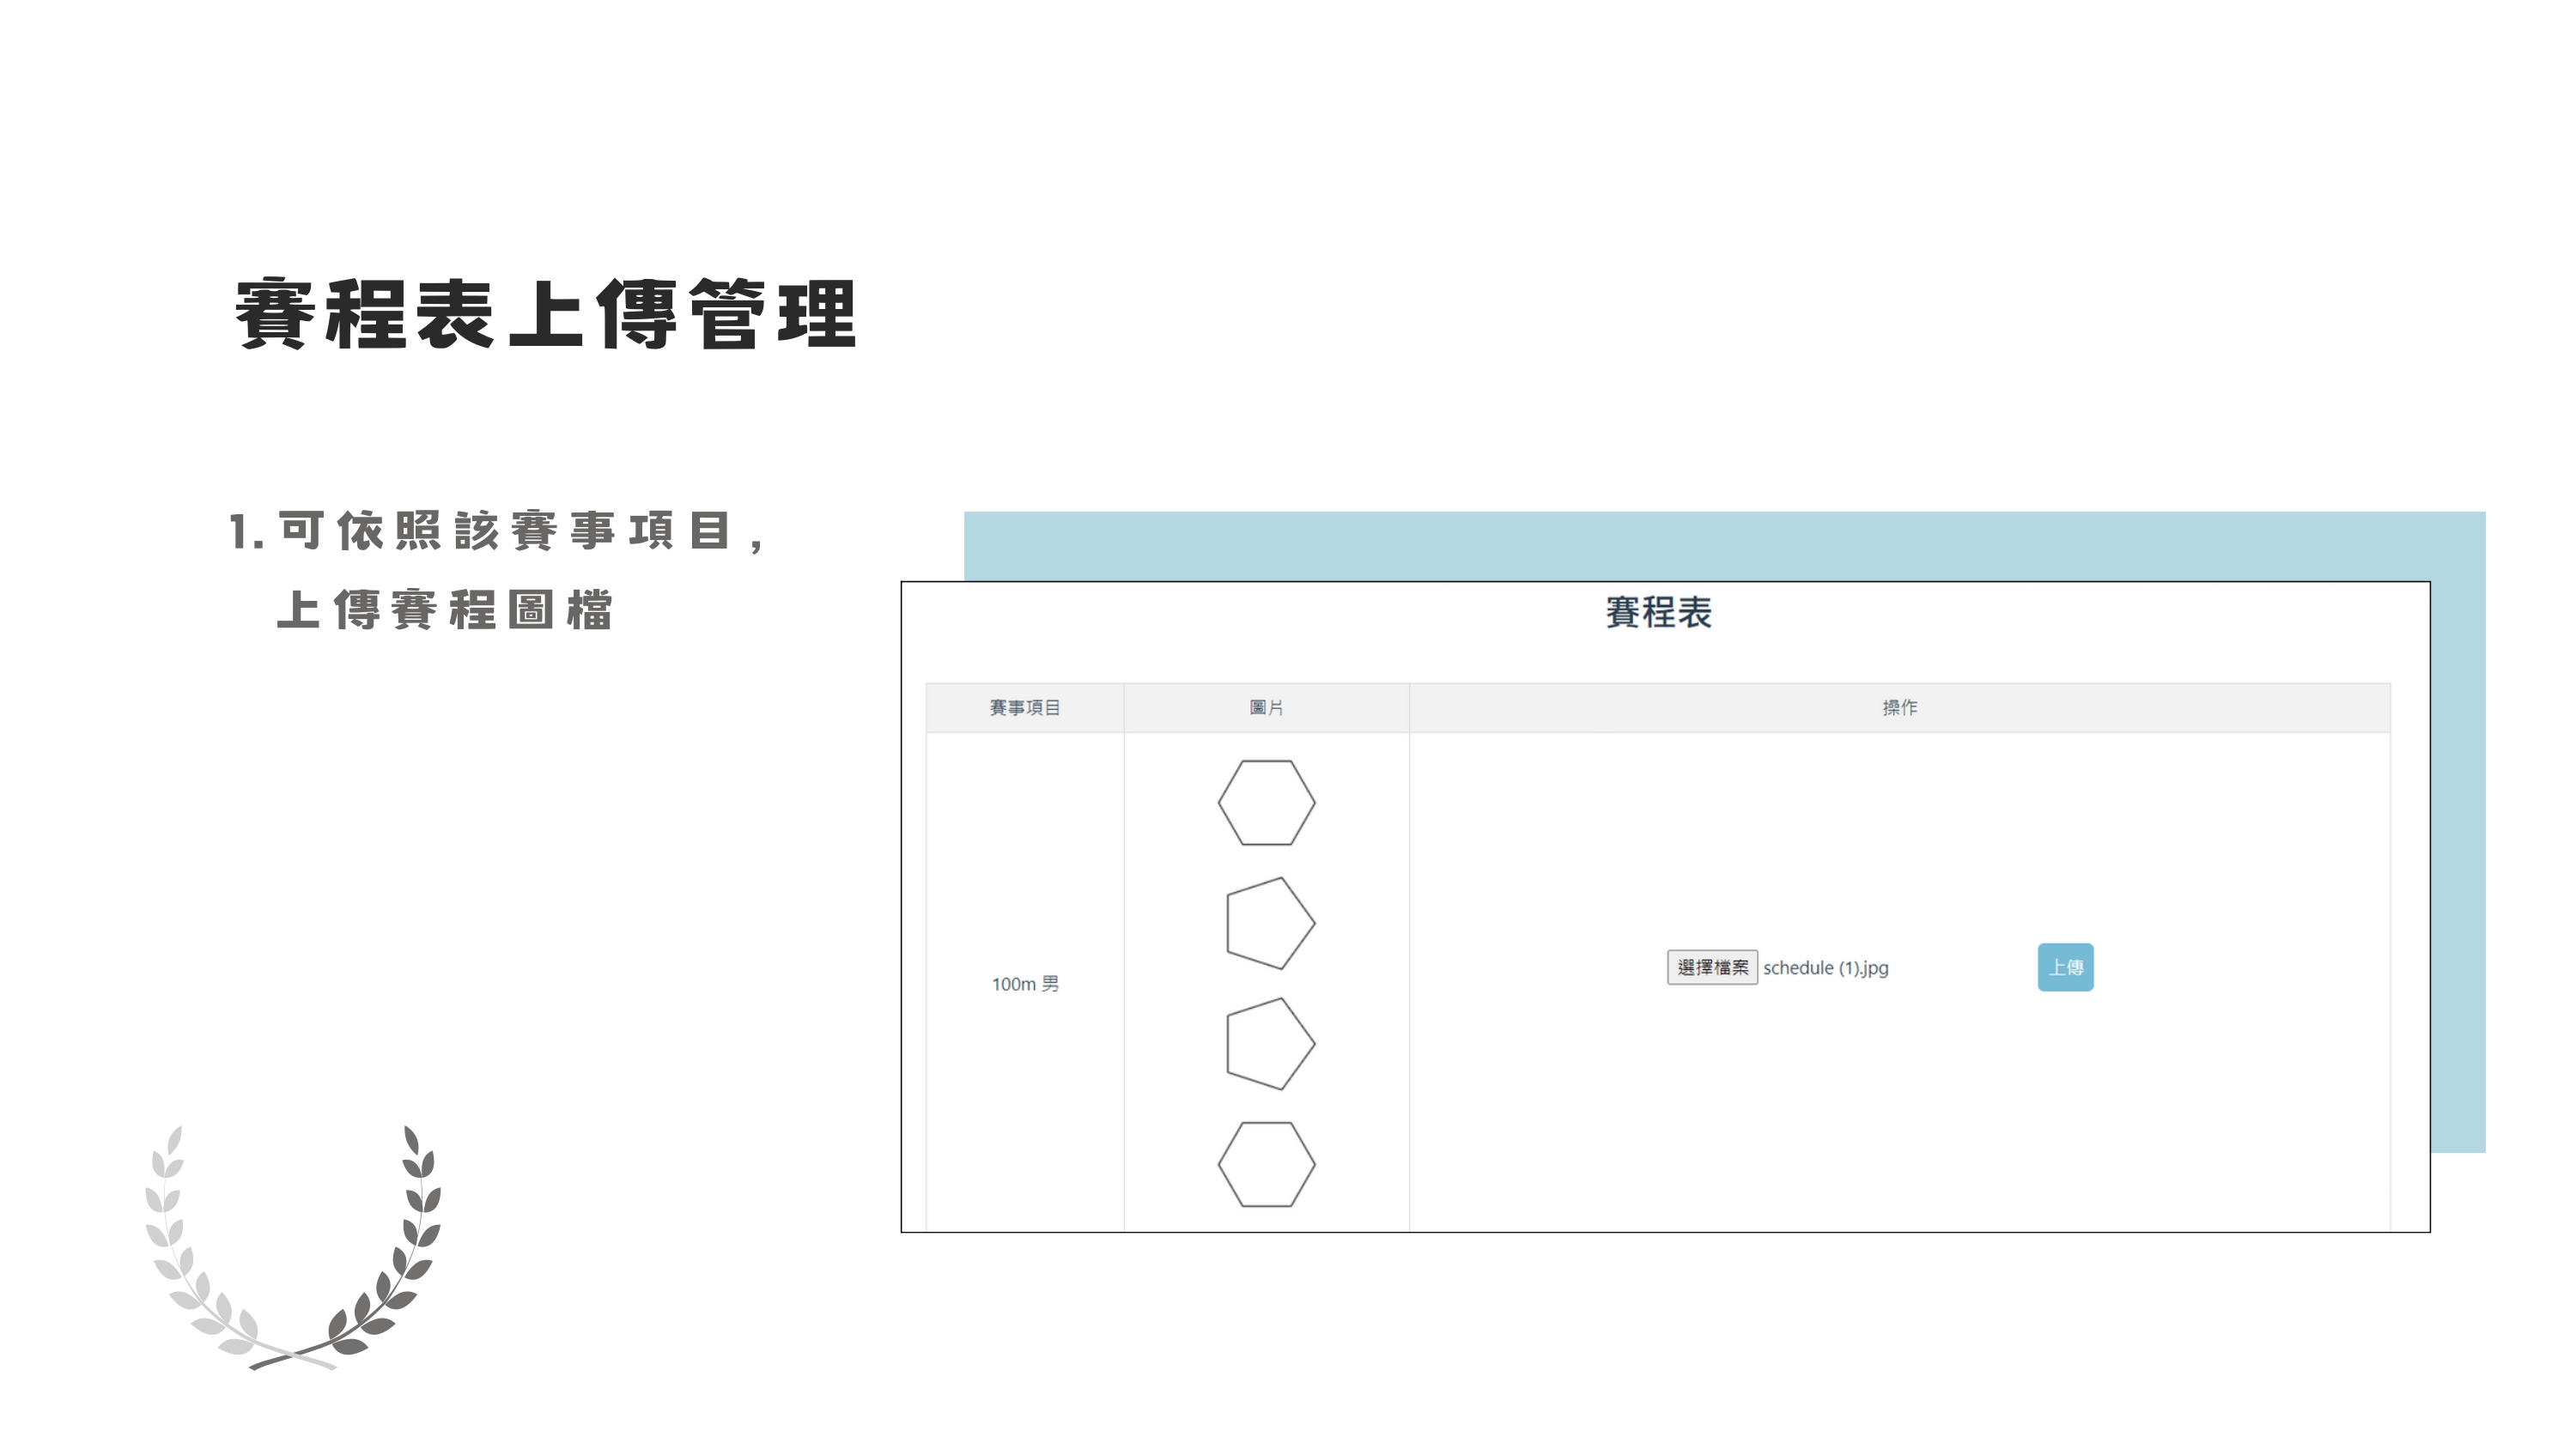 賽程表上傳管理
1. 可依照該賽事項目,
上傳賽程圖檔
賽程表
賽事項目 圖片 操作
100m 男 選擇檔案 schedule (1).jpg 上傳